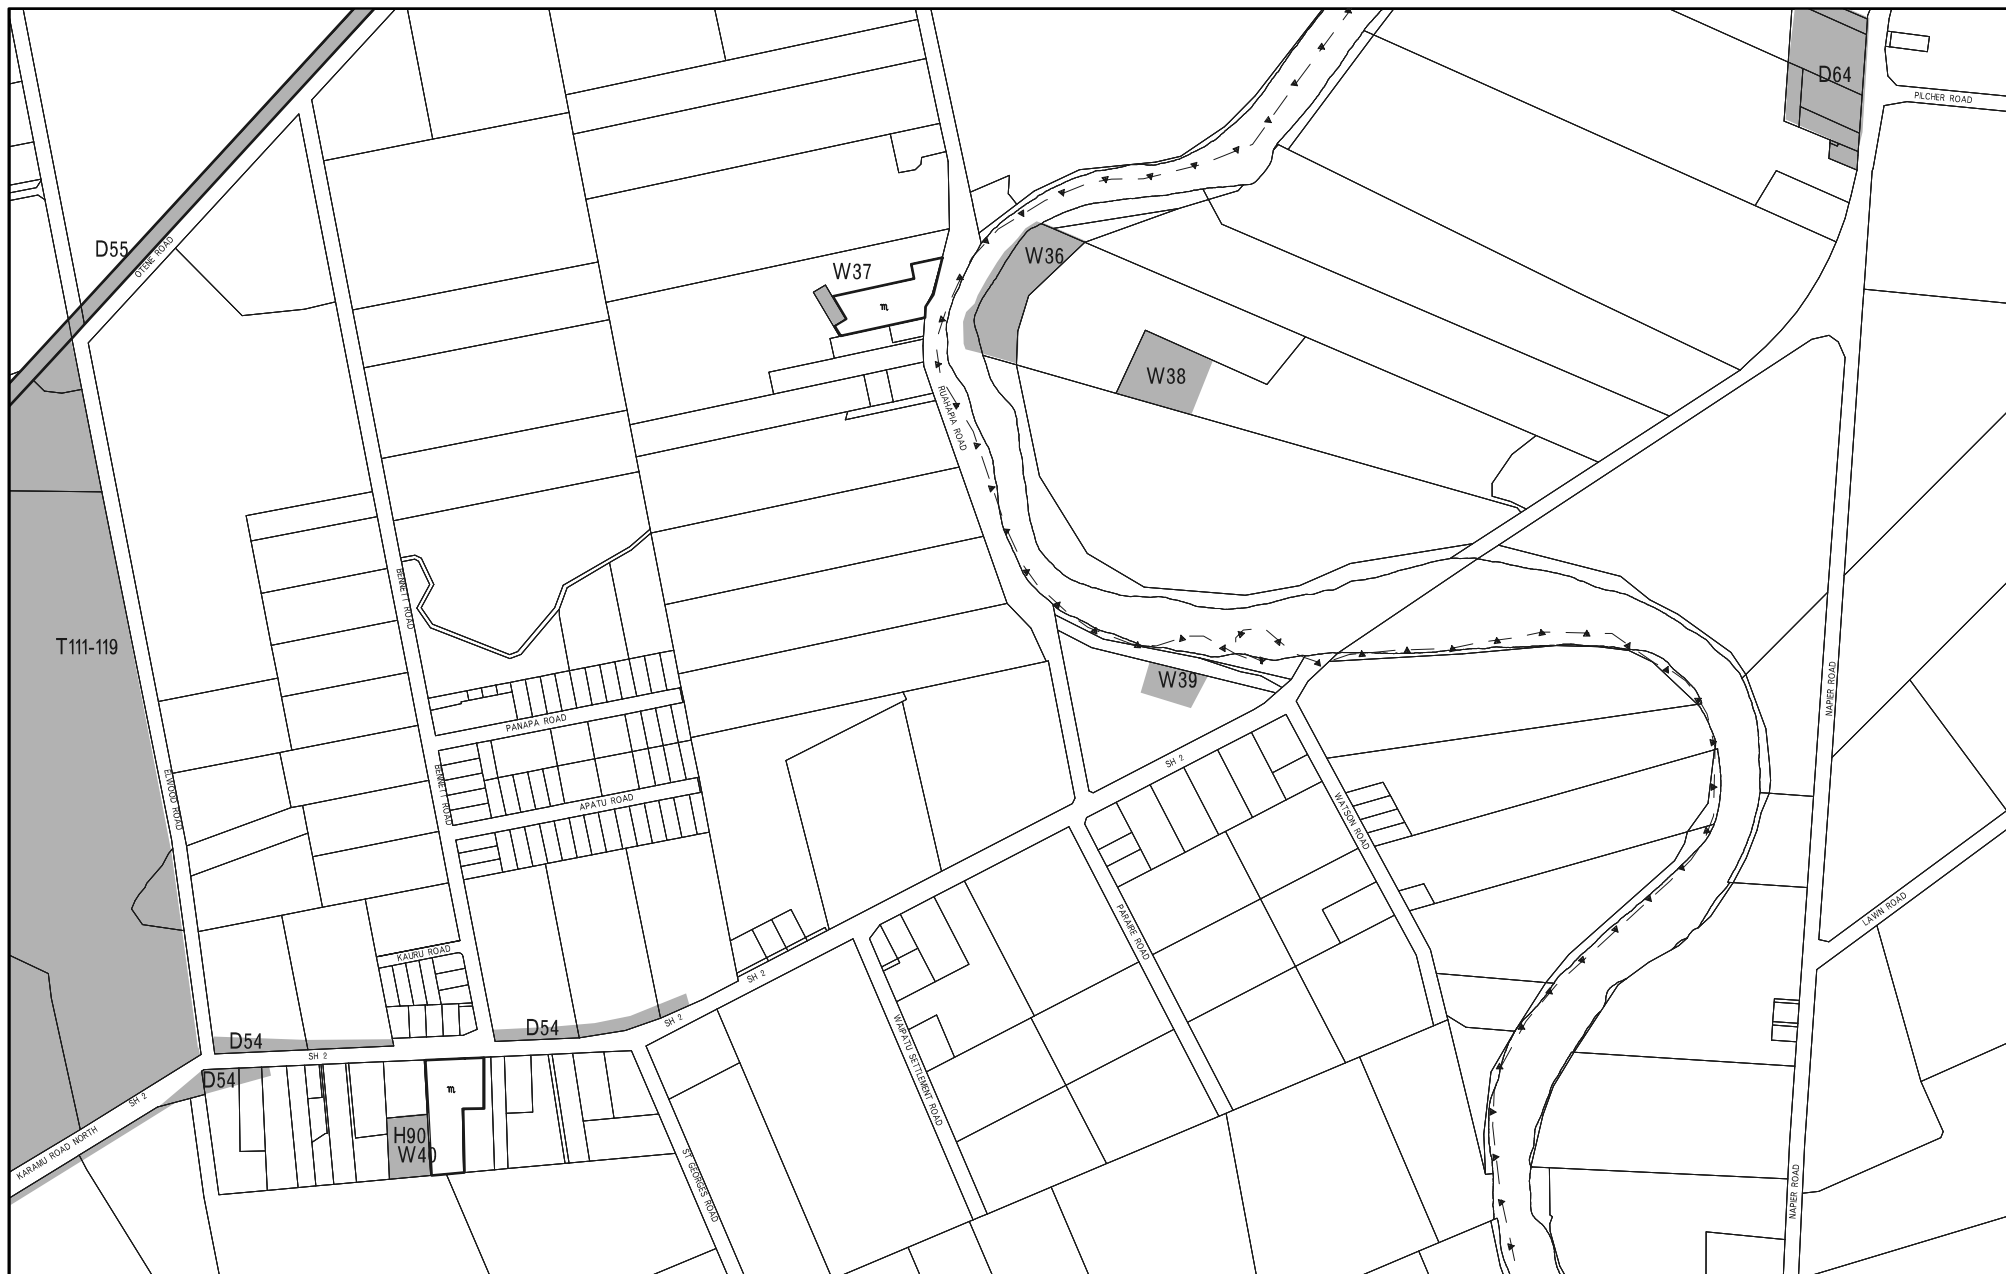 D64
PILCHER ROAD
D55
OTENE ROAD
W37
m
W36
W38
RUAHAPIA ROAD
BENNETT ROAD
T111-119
W39
NAPIER ROAD
PANAPA ROAD
SH 2
ELWOOD ROAD
BENNETT ROAD
APATU ROAD
WATSON ROAD
LAWN ROAD
PARAIRE ROAD
KAURU ROAD
SH 2
D54
SH 2
D54
SH 2
WAIPATU SETTLEMENT ROAD
D54
m
SH 2
KARAMU ROAD NORTH
H90
W40
ST GEORGES ROAD
NAPIER ROAD